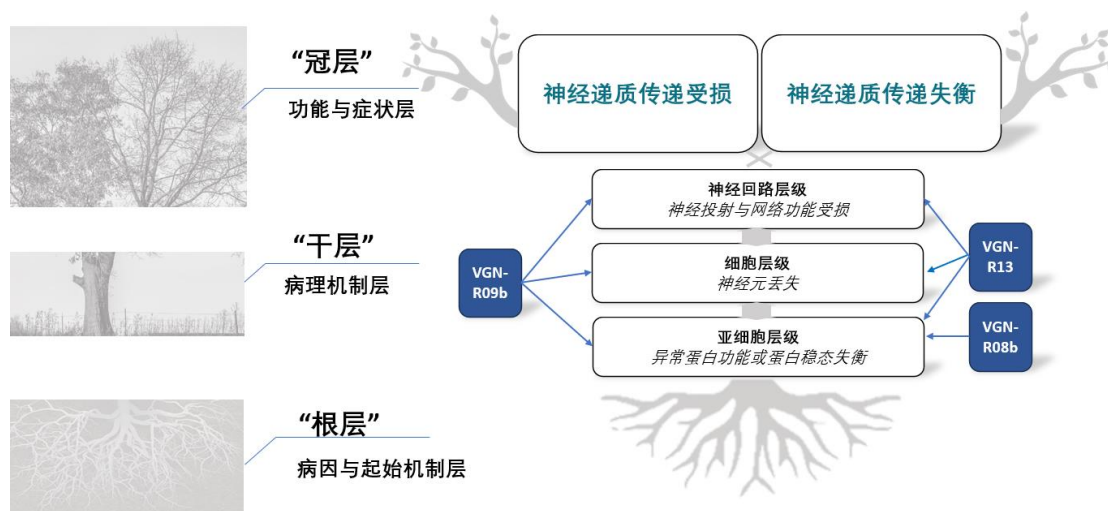 “冠层”
功能与症状层
神经递质传递受损
神经递质传递失衡
神经回路层级
神经投射与网络功能受损
“干层”
病理机制层
VGN-
R09b
细胞层级
神经元丢失
VGN-
R13
亚细胞层级
异常蛋白功能或蛋白稳态失衡
VGN-
R08b
“根层”
病因与起始机制层